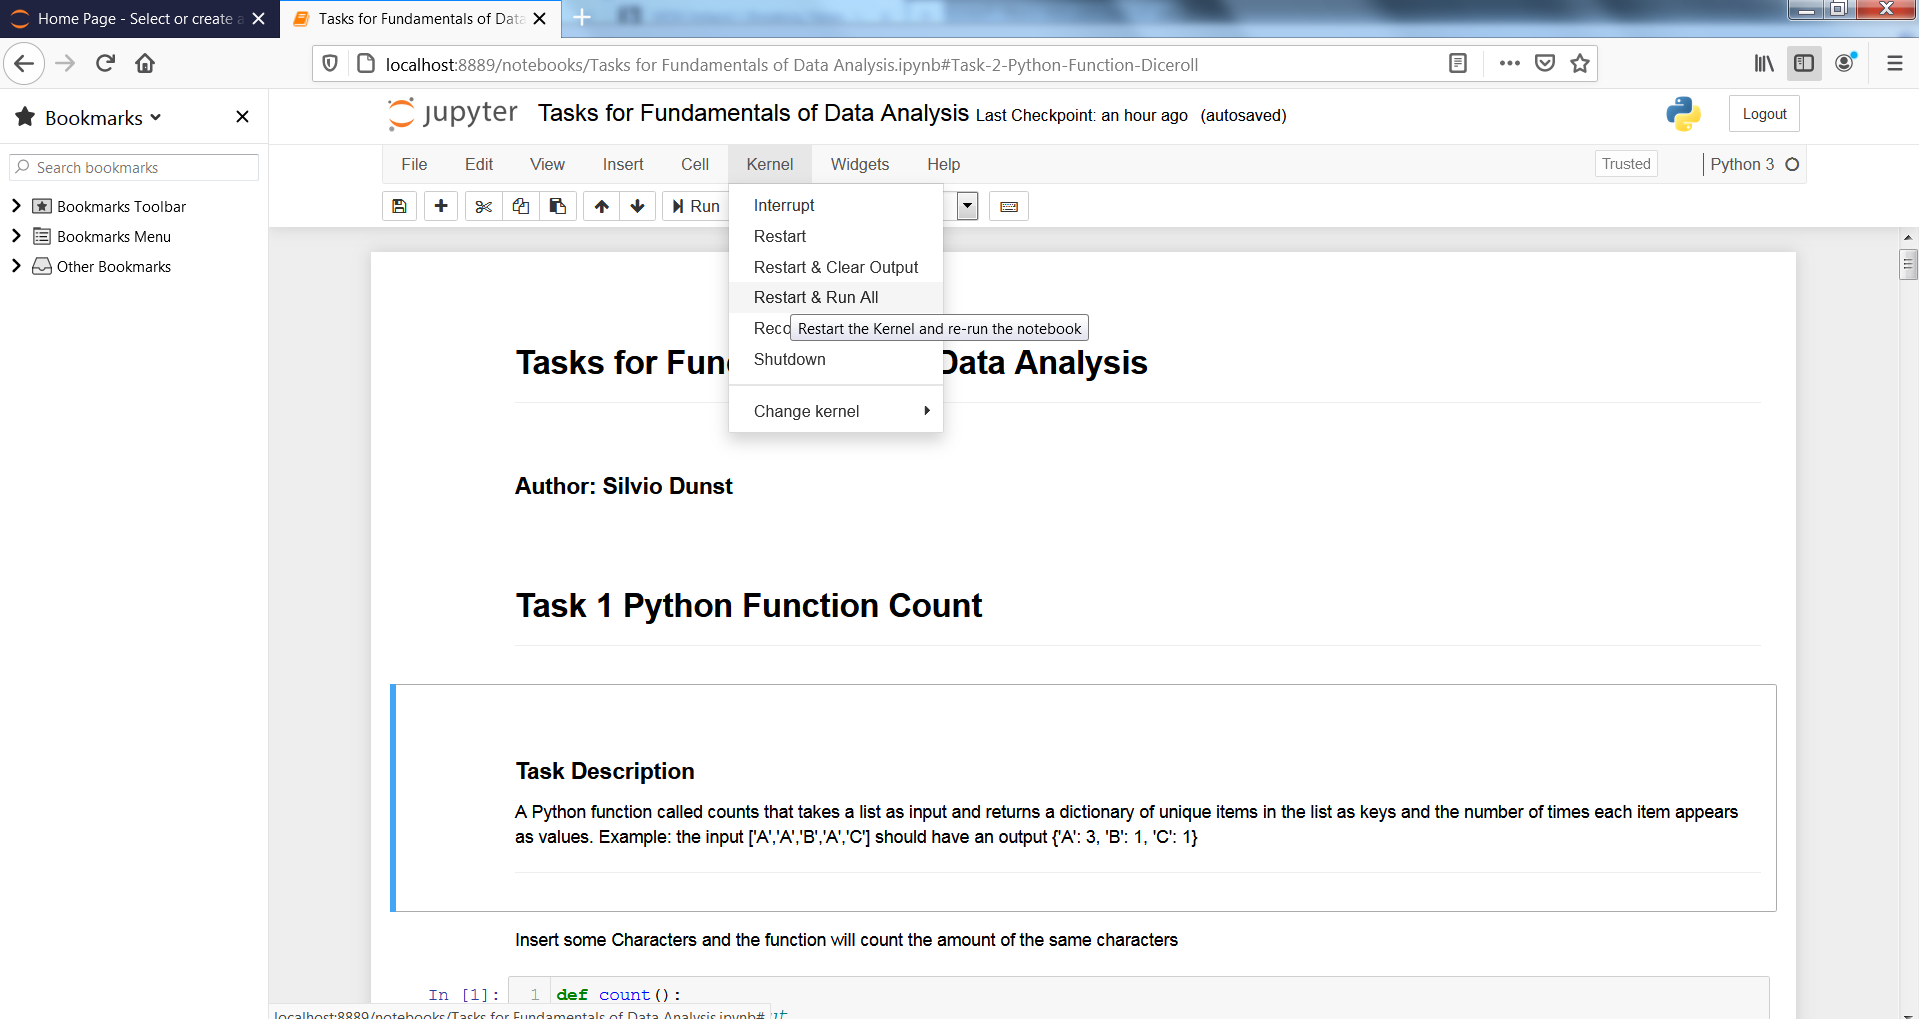 Home Page - Select or create a
Tasks for Fundamentals of Data
localhost:8889/notebooks/Tasks for Fundamentals of Data Analysis.ipynb#Task-2-Python-Function-Diceroll
Bookmarks
Search bookmarks
Bookmarks Toolbar
Bookmarks Menu
Other Bookmarks
jupyter Tasks for Fundamentals of Data Analysis Last Checkpoint: an hour ago (autosaved)
Logout
File Edit View Insert Cell Kernel Widgets Help
Trusted Python 3
Run
Interrupt
Restart
Restart & Clear Output
Restart & Run All
Reco
Restart the Kernel and re-run the notebook
Shutdown
Change kernel
Tasks for Fun Data Analysis
Author: Silvio Dunst
Task 1 Python Function Count
Task Description
A Python function called counts that takes a list as input and returns a dictionary of unique items in the list as keys and the number of times each item appears
as values. Example: the input ['A','A','B','A','C'] should have an output {'A': 3, 'B': 1, 'C': 1}
Insert some Characters and the function will count the amount of the same characters
In [1]: 1 def count():
localhost:8889/notebooks/Tasks for Fundamentals of Data Analysis.ipynb#